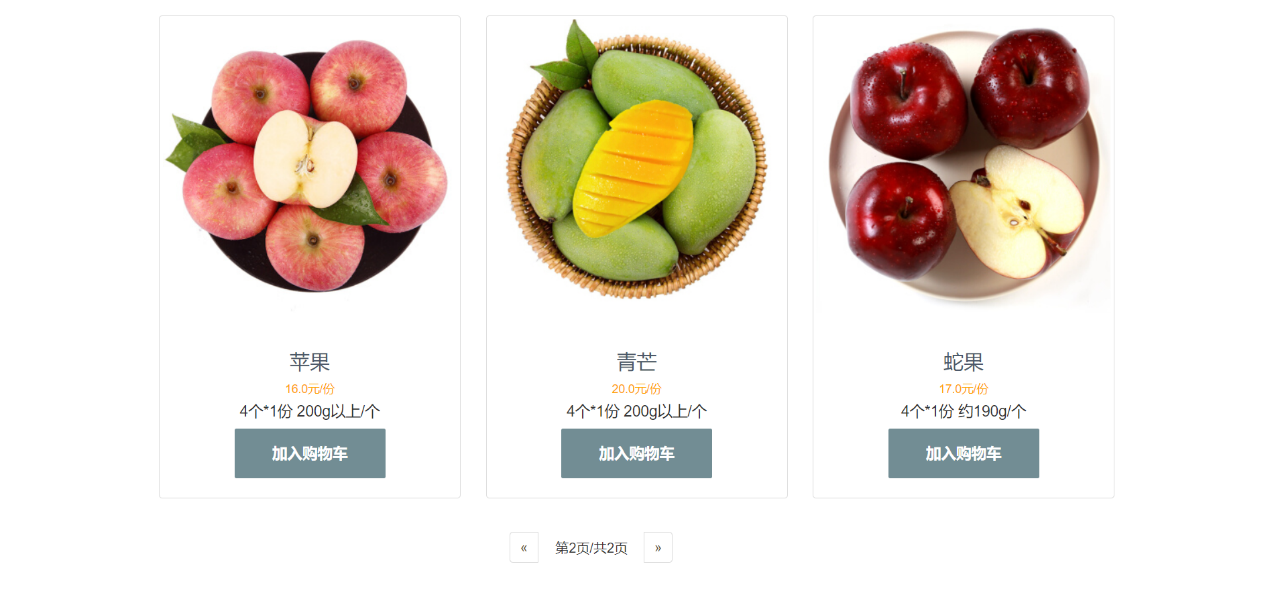 苹果
16.0元/份
4个*1份 200g以上/个
加入购物车
青芒
20.0元/份
4个*1份 200g以上/个
加入购物车
蛇果
17.0元/份
4个*1份 约190g/个
加入购物车
« 第2页/共2页 »